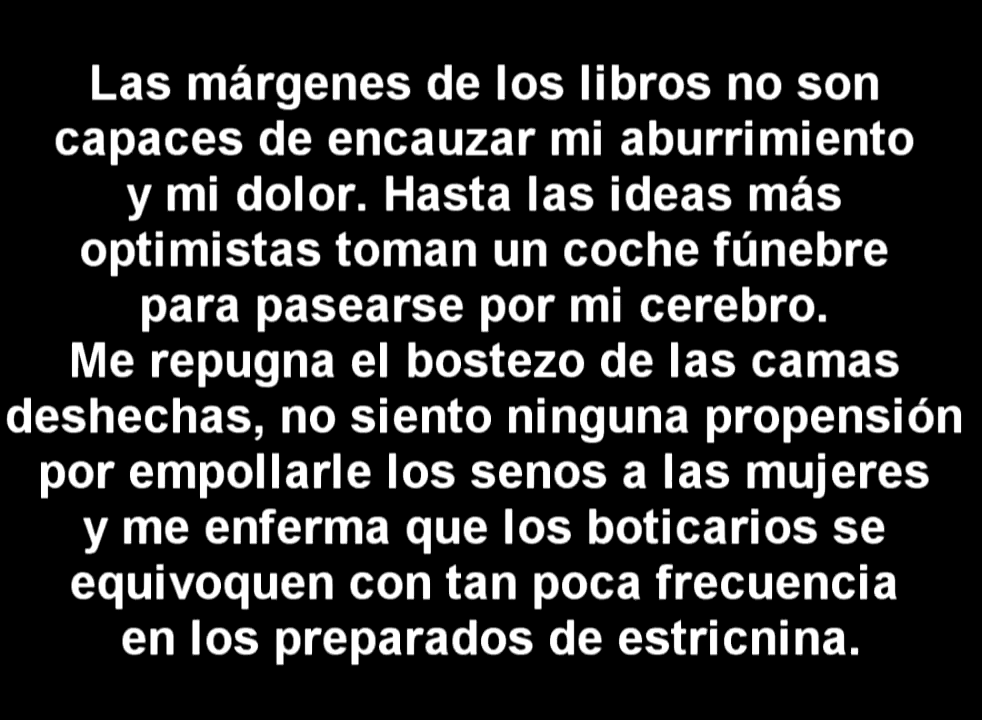 Las márgenes de los libros no son
capaces de encauzar mi aburrimiento
y mi dolor. Hasta las ideas más
optimistas toman un coche fúnebre
para pasearse por mi cerebro.
Me repugna el bostezo de las camas
deshechas, no siento ninguna propensión
por empollarle los senos a las mujeres
y me enferma que los boticarios se
equivoquen con tan poca frecuencia
en los preparados de estricnina.